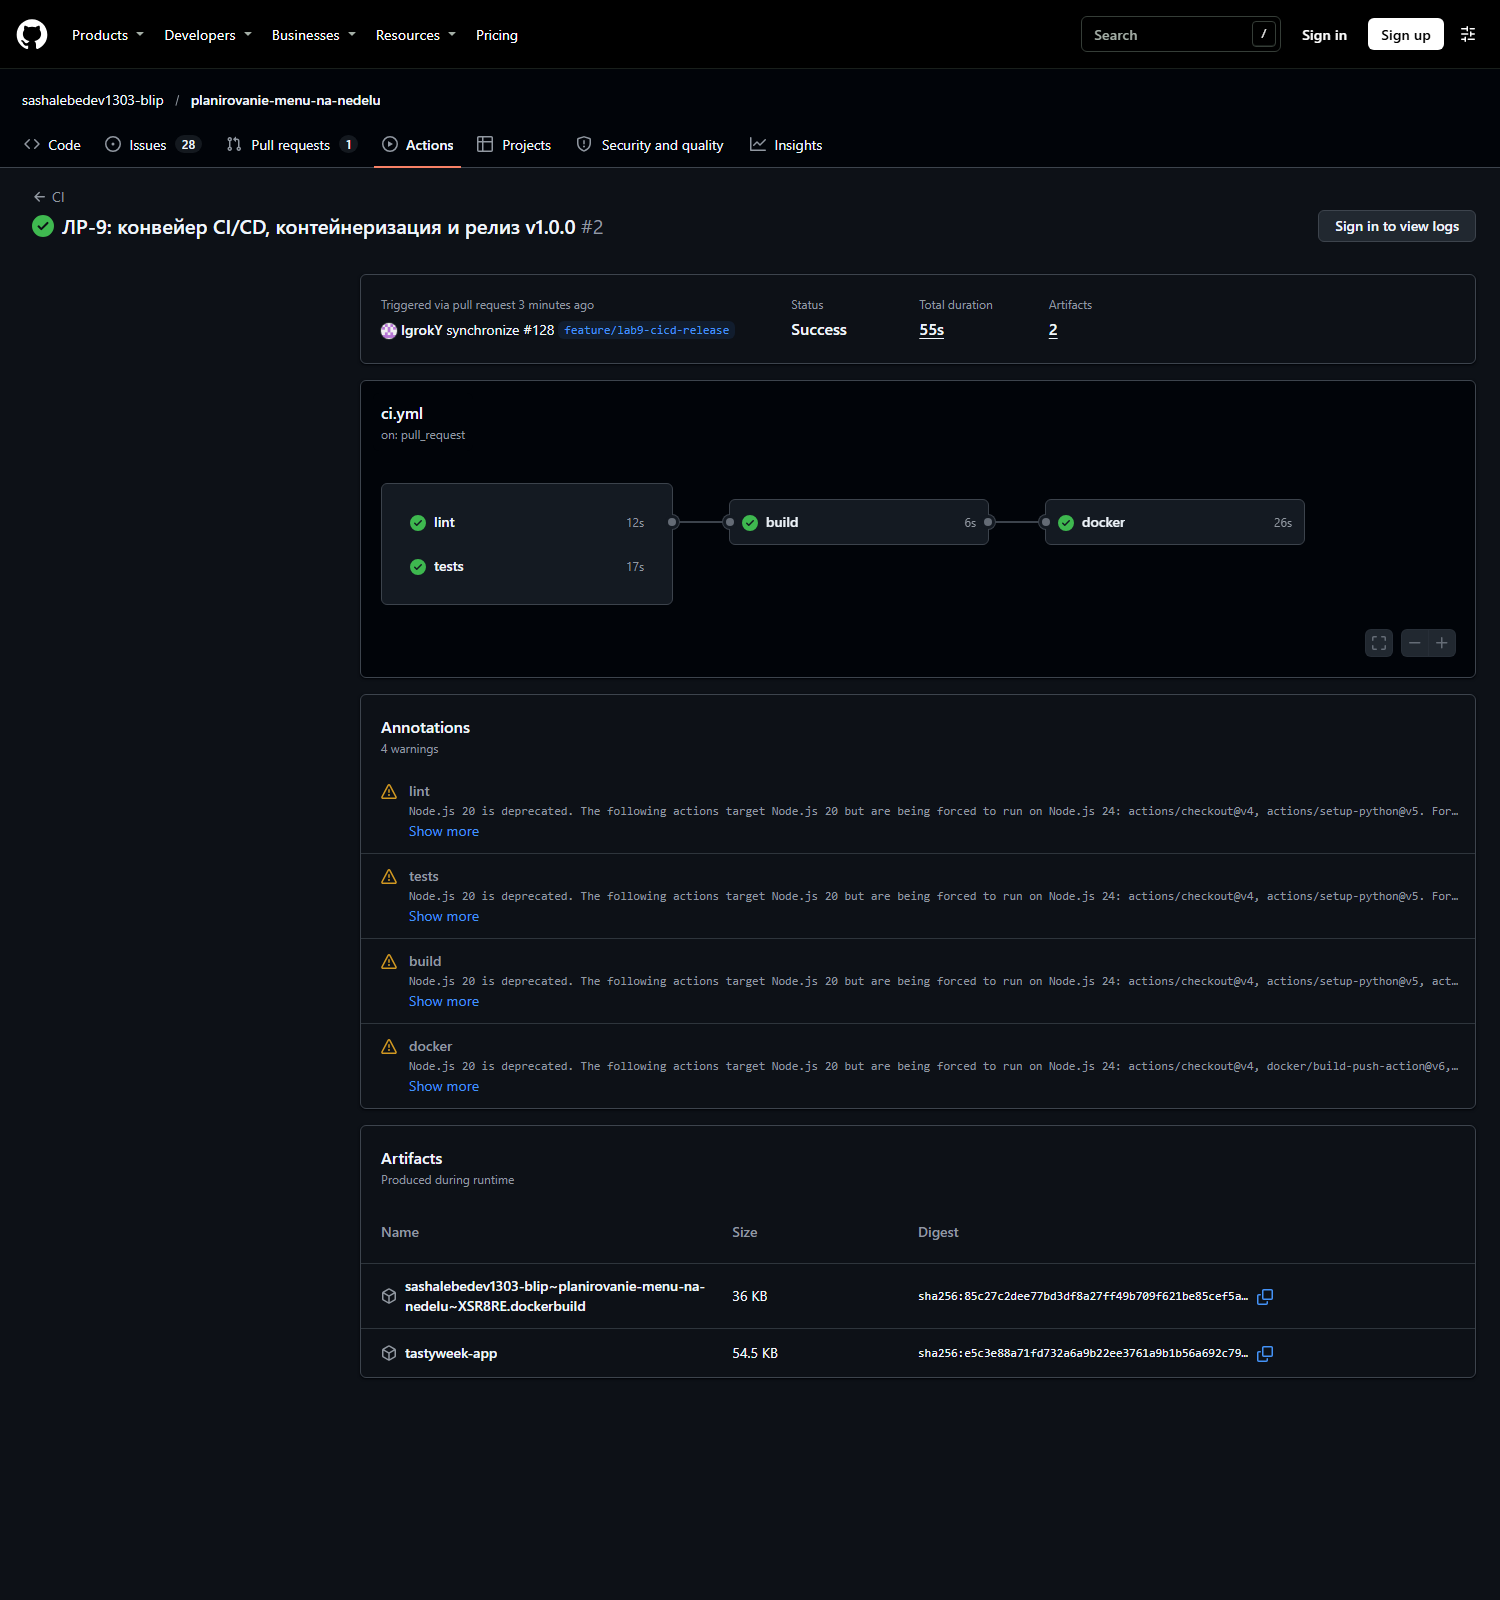 Products Developers Businesses Resources Pricing Search / Sign in Sign up
sashalebedev1303-blip / planirovanie-menu-na-nedelu
Code Issues 28 Pull requests 1 Actions Projects Security and quality Insights
← CI
ЛР-9: конвейер CI/CD, контейнеризация и релиз v1.0.0 #2
Sign in to view logs
Triggered via pull request 3 minutes ago
IgrokY synchronize #128 feature/lab9-cicd-release
Status
Success
Total duration
55s
Artifacts
2
ci.yml
on: pull_request
lint 12s
tests 17s
build 6s
docker 26s
Annotations
4 warnings
lint
Node.js 20 is deprecated. The following actions target Node.js 20 but are being forced to run on Node.js 24: actions/checkout@v4, actions/setup-python@v5. For…
Show more
tests
Node.js 20 is deprecated. The following actions target Node.js 20 but are being forced to run on Node.js 24: actions/checkout@v4, actions/setup-python@v5. For…
Show more
build
Node.js 20 is deprecated. The following actions target Node.js 20 but are being forced to run on Node.js 24: actions/checkout@v4, actions/setup-python@v5, act…
Show more
docker
Node.js 20 is deprecated. The following actions target Node.js 20 but are being forced to run on Node.js 24: actions/checkout@v4, docker/build-push-action@v6,…
Show more
Artifacts
Produced during runtime
Name Size Digest
sashalebedev1303-blip~planirovanie-menu-na-
nedelu~XSR8RE.dockerbuild
36 KB
sha256:85c27c2dee77bd3df8a27ff49b709f621be85cef5a…
tastyweek-app 54.5 KB sha256:e5c3e88a71fd732a6a9b22ee3761a9b1b56a692c79…